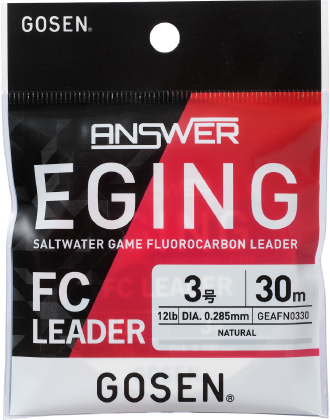 GOSEN®
ANSWER
EGING
SALTWATER GAME FLUOROCARBON LEADER
FC LEADER
3号 30m
12lb DIA. 0.285mm GEAFN0330
NATURAL
GOSEN®